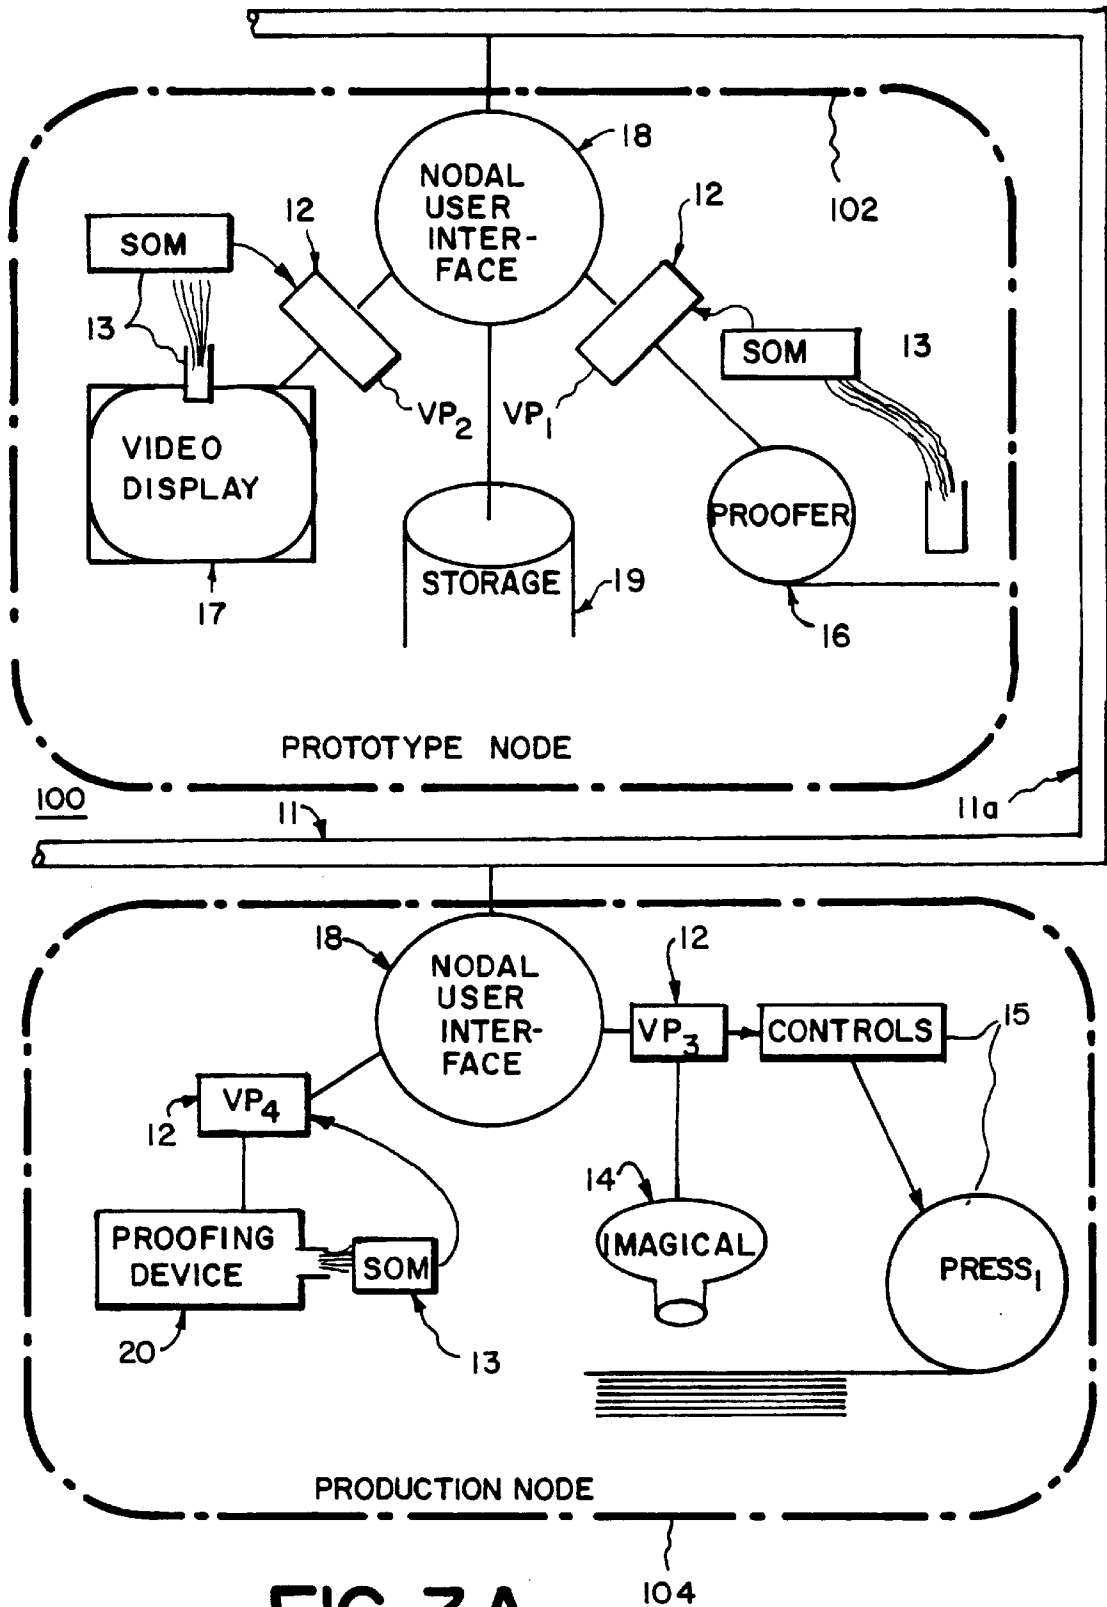 18
NODAL
USER
INTER-
FACE
102
12
12
SOM
13
SOM
13
VP2
VP1
VIDEO
DISPLAY
PROOFER
STORAGE
19
17
16
PROTOTYPE NODE
100
11
11a
18
NODAL
USER
INTER-
FACE
12
VP3
CONTROLS
15
VP4
12
14
PROOFING
DEVICE
SOM
IMAGICAL
PRESS1
20
13
PRODUCTION NODE
104